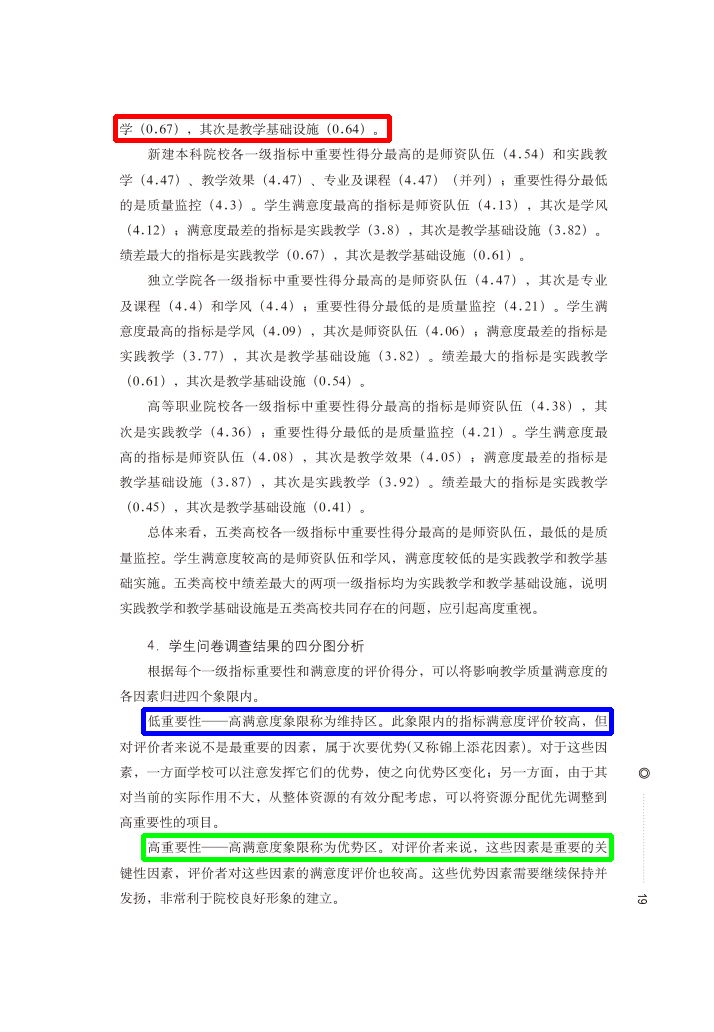 学（0.67），其次是教学基础设施（0.64）。
新建本科院校各一级指标中重要性得分最高的是师资队伍（4.54）和实践教
学（4.47）、教学效果（4.47）、专业及课程（4.47）（并列）；重要性得分最低
的是质量监控（4.3）。学生满意度最高的指标是师资队伍（4.13），其次是学风
（4.12）；满意度最差的指标是实践教学（3.8），其次是教学基础设施（3.82）。
绩差最大的指标是实践教学（0.67），其次是教学基础设施（0.61）。
独立学院各一级指标中重要性得分最高的是师资队伍（4.47），其次是专业
及课程（4.4）和学风（4.4）；重要性得分最低的是质量监控（4.21）。学生满
意度最高的指标是学风（4.09），其次是师资队伍（4.06）；满意度最差的指标是
实践教学（3.77），其次是教学基础设施（3.82）。绩差最大的指标是实践教学
（0.61），其次是教学基础设施（0.54）。
高等职业院校各一级指标中重要性得分最高的指标是师资队伍（4.38），其
次是实践教学（4.36）；重要性得分最低的是质量监控（4.21）。学生满意度最
高的指标是师资队伍（4.08），其次是教学效果（4.05）；满意度最差的指标是
教学基础设施（3.87），其次是实践教学（3.92）。绩差最大的指标是实践教学
（0.45），其次是教学基础设施（0.41）。
总体来看，五类高校各一级指标中重要性得分最高的是师资队伍，最低的是质
量监控。学生满意度较高的是师资队伍和学风，满意度较低的是实践教学和教学基
础实施。五类高校中绩差最大的两项一级指标均为实践教学和教学基础设施，说明
实践教学和教学基础设施是五类高校共同存在的问题，应引起高度重视。
4．学生问卷调查结果的四分图分析
根据每个一级指标重要性和满意度的评价得分，可以将影响教学质量满意度的
各因素归进四个象限内。
低重要性——高满意度象限称为维持区。此象限内的指标满意度评价较高，但
对评价者来说不是最重要的因素，属于次要优势(又称锦上添花因素)。对于这些因
素，一方面学校可以注意发挥它们的优势，使之向优势区变化；另一方面，由于其
对当前的实际作用不大，从整体资源的有效分配考虑，可以将资源分配优先调整到
高重要性的项目。
高重要性——高满意度象限称为优势区。对评价者来说，这些因素是重要的关
键性因素，评价者对这些因素的满意度评价也较高。这些优势因素需要继续保持并
发扬，非常利于院校良好形象的建立。
19